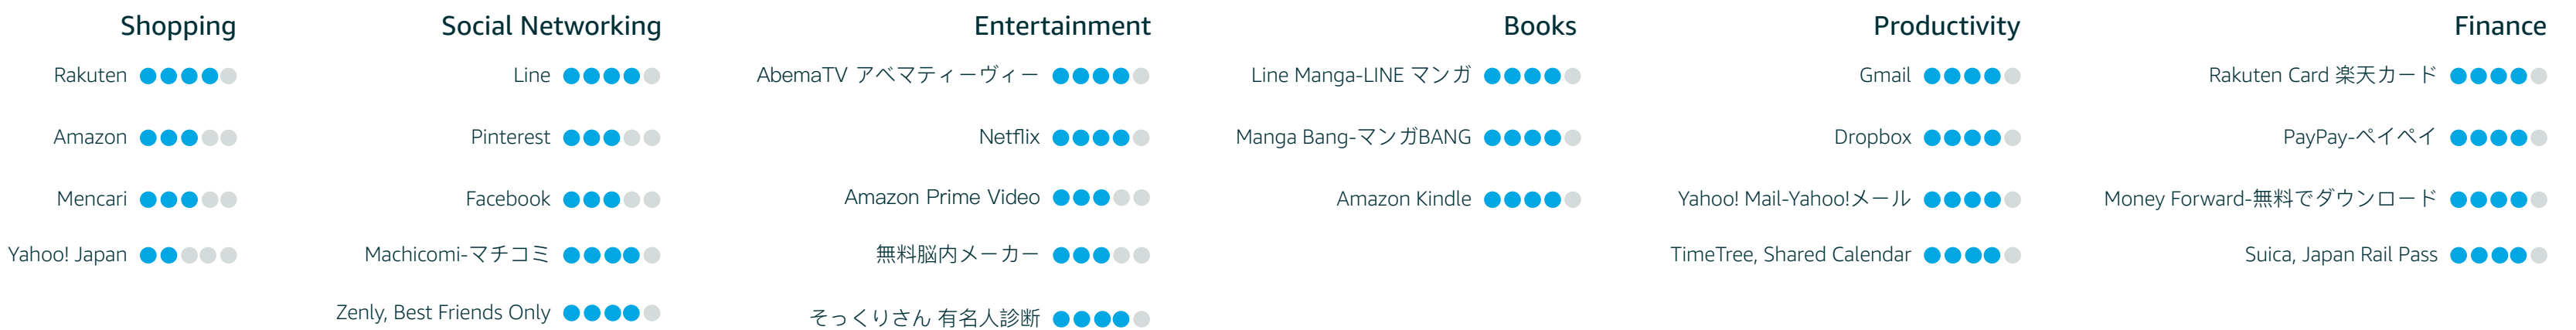 Shopping
Rakuten
Amazon
Mencari
Yahoo! Japan
Social Networking
Line
Pinterest
Facebook
Machicomi-マチコミ
Zenly, Best Friends Only
Entertainment
AbemaTV アベマティーヴィー
Netflix
Amazon Prime Video
無料脳内メーカー
そっくりさん 有名人診断
Books
Line Manga-LINE マンガ
Manga Bang-マンガBANG
Amazon Kindle
Productivity
Gmail
Dropbox
Yahoo! Mail-Yahoo!メール
TimeTree, Shared Calendar
Finance
Rakuten Card 楽天カード
PayPay-ペイペイ
Money Forward-無料でダウンロード
Suica, Japan Rail Pass